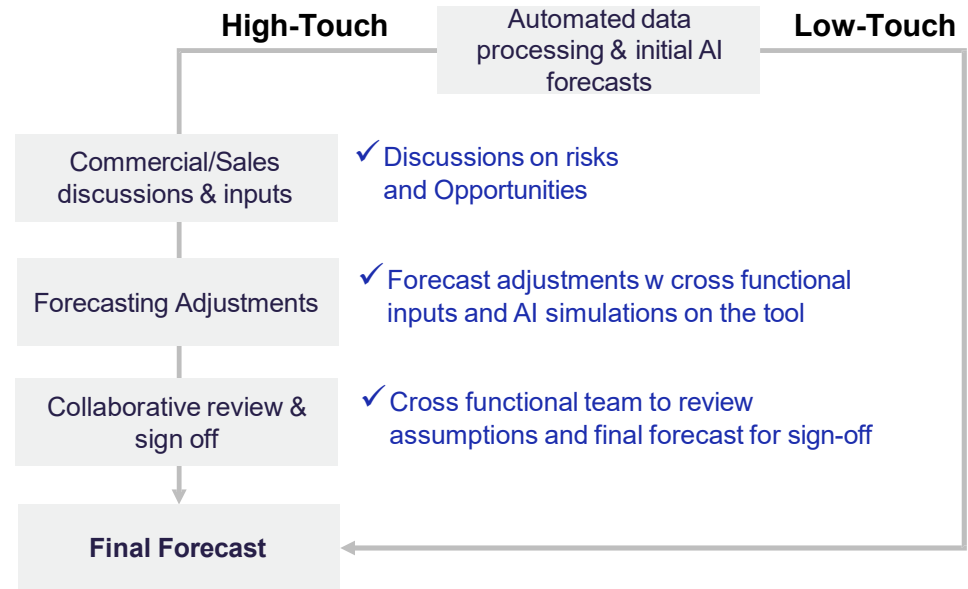 High-Touch
Automated data
processing & initial AI
forecasts
Low-Touch
Commercial/Sales
discussions & inputs
✓ Discussions on risks
and Opportunities
Forecasting Adjustments
✓ Forecast adjustments w cross functional
inputs and AI simulations on the tool
Collaborative review &
sign off
✓ Cross functional team to review
assumptions and final forecast for sign-off
Final Forecast